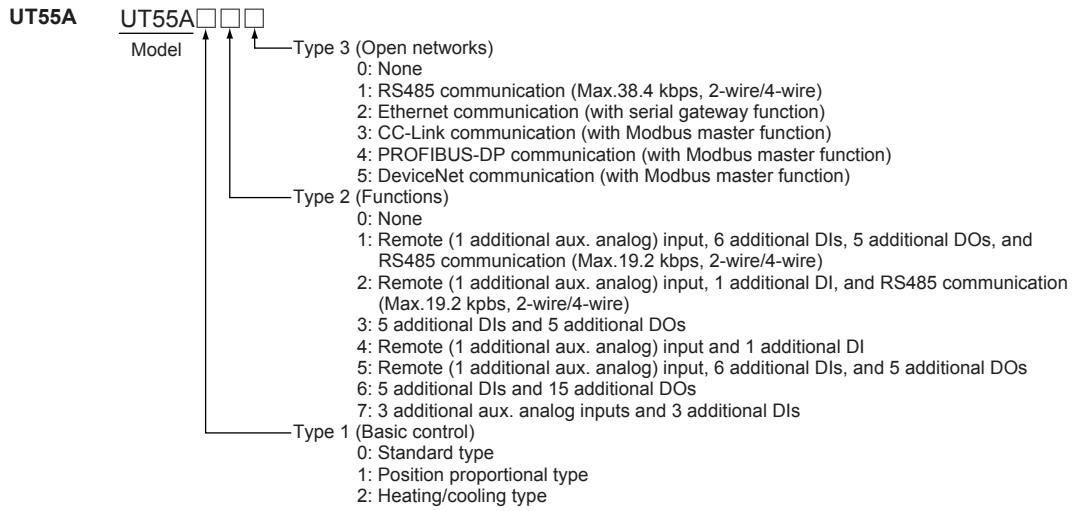 UT55A UT55A□□□
Model
Type 3 (Open networks)
0: None
1: RS485 communication (Max.38.4 kbps, 2-wire/4-wire)
2: Ethernet communication (with serial gateway function)
3: CC-Link communication (with Modbus master function)
4: PROFIBUS-DP communication (with Modbus master function)
5: DeviceNet communication (with Modbus master function)
Type 2 (Functions)
0: None
1: Remote (1 additional aux. analog) input, 6 additional DIs, 5 additional DOs, and
RS485 communication (Max.19.2 kbps, 2-wire/4-wire)
2: Remote (1 additional aux. analog) input, 1 additional DI, and RS485 communication
(Max.19.2 kpbs, 2-wire/4-wire)
3: 5 additional DIs and 5 additional DOs
4: Remote (1 additional aux. analog) input and 1 additional DI
5: Remote (1 additional aux. analog) input, 6 additional DIs, and 5 additional DOs
6: 5 additional DIs and 15 additional DOs
7: 3 additional aux. analog inputs and 3 additional DIs
Type 1 (Basic control)
0: Standard type
1: Position proportional type
2: Heating/cooling type